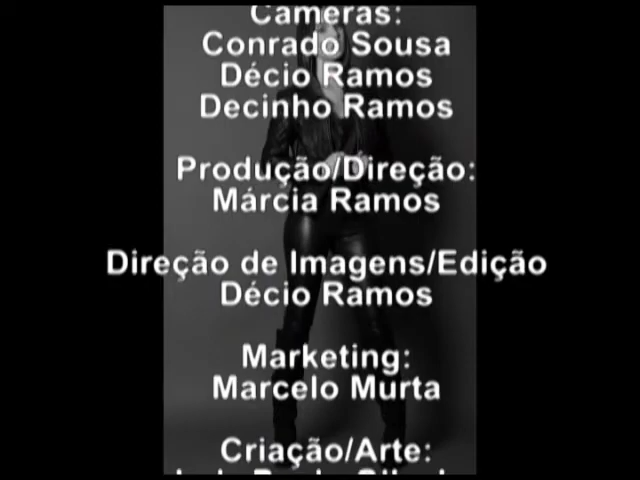 Câmeras:
Conrado Sousa
Décio Ramos
Decinho Ramos
Produção/Direção:
Márcia Ramos
Direção de Imagens/Edição
Décio Ramos
Marketing:
Marcelo Murta
Criação/Arte: